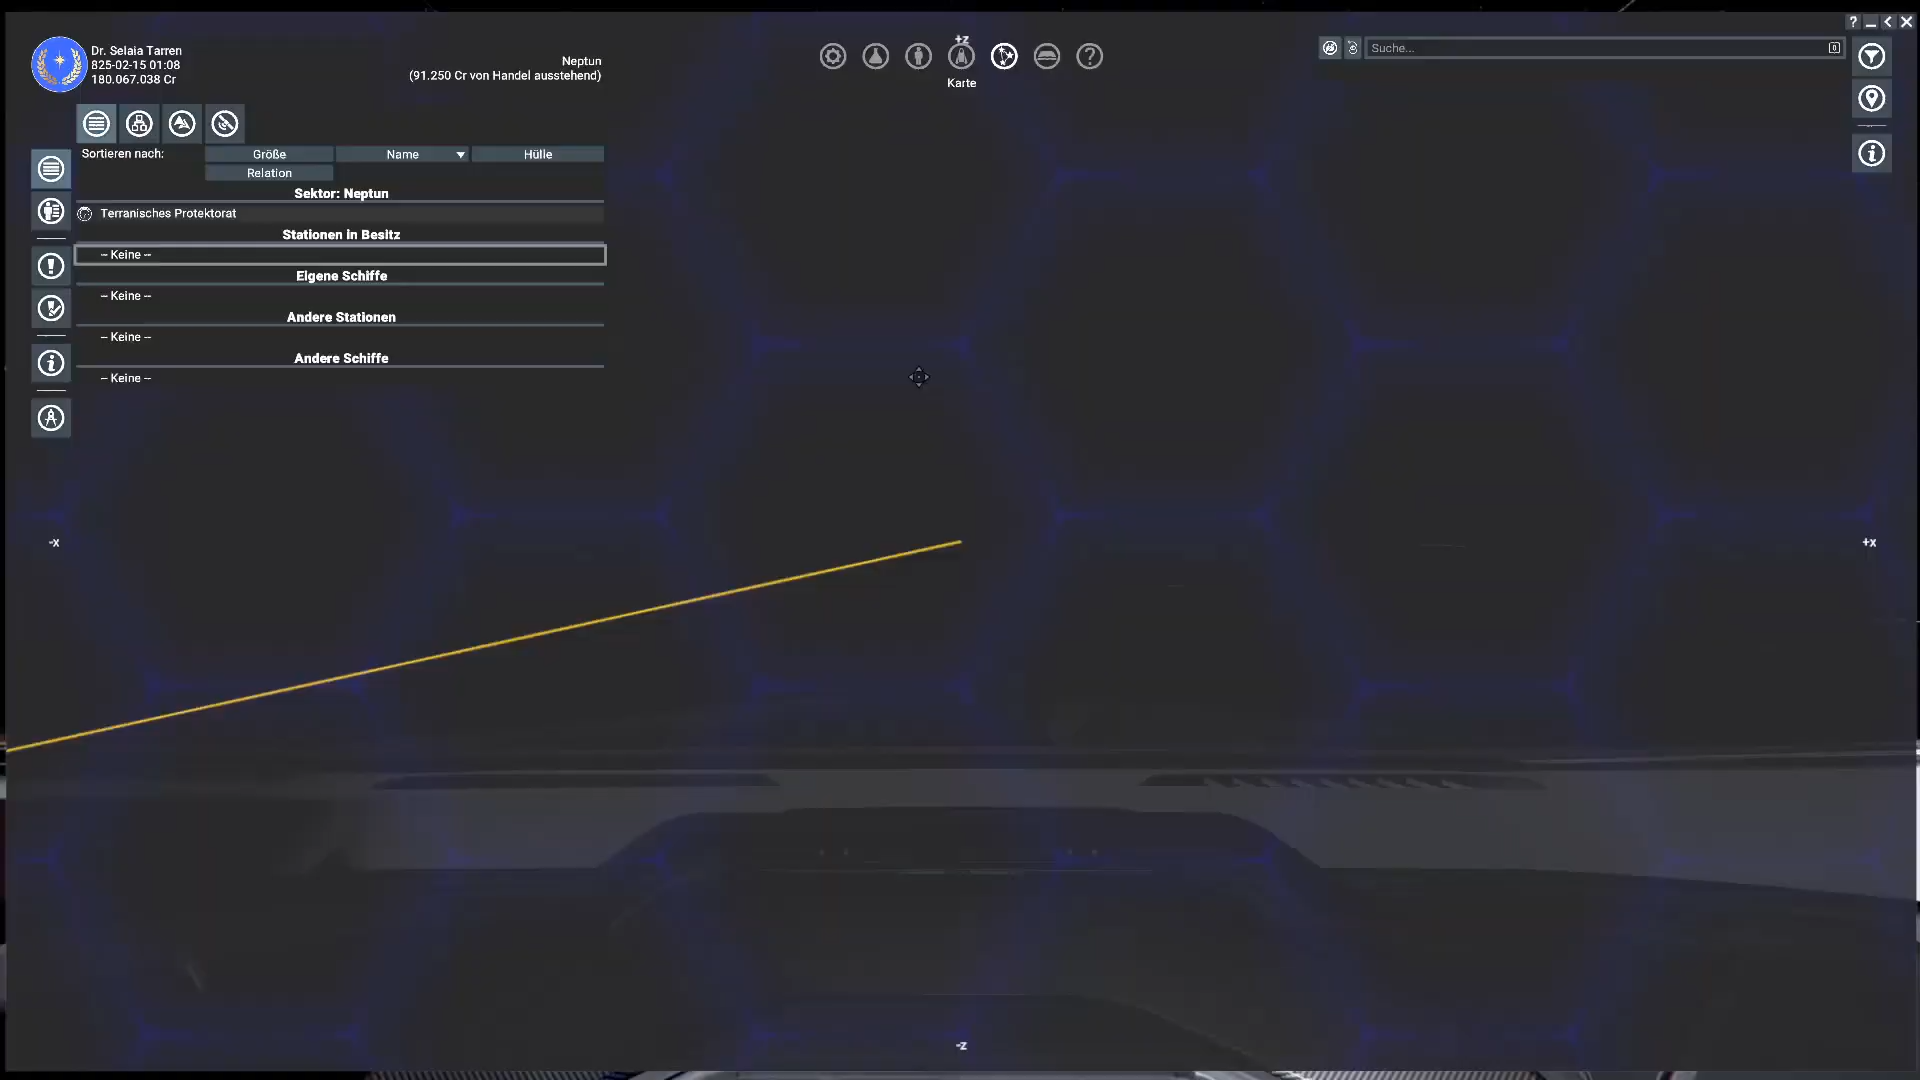 Dr. Selaia Tarren
825-02-15 01:08
180.067.038 Cr
Neptun
(91.250 Cr von Handel ausstehend)
+z
Karte
Suche...
Sortieren nach:
Größe
Name
Hülle
Relation
Sektor: Neptun
Terranisches Protektorat
Stationen in Besitz
-- Keine --
Eigene Schiffe
-- Keine --
Andere Stationen
-- Keine --
Andere Schiffe
-- Keine --
-x
+x
-z